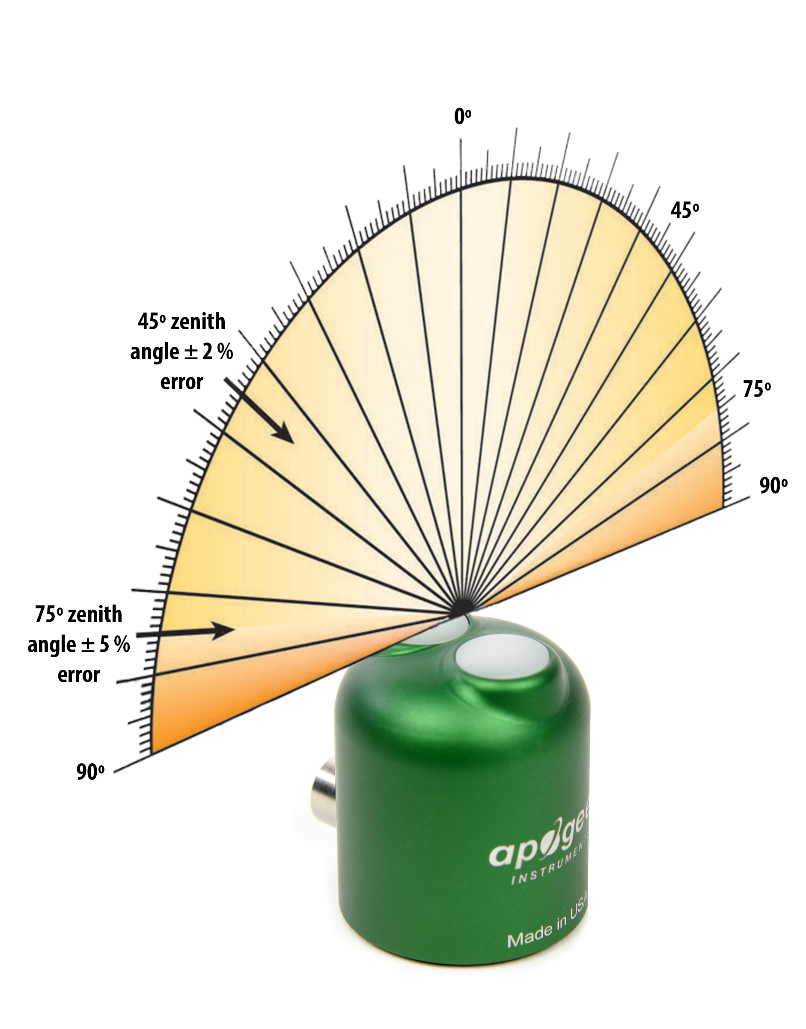 0º
45º
45º zenith
angle ± 2 %
error
75º
90º
75º zenith
angle ± 5 %
error
90º
apogee
INSTRUMEN
Made in USA